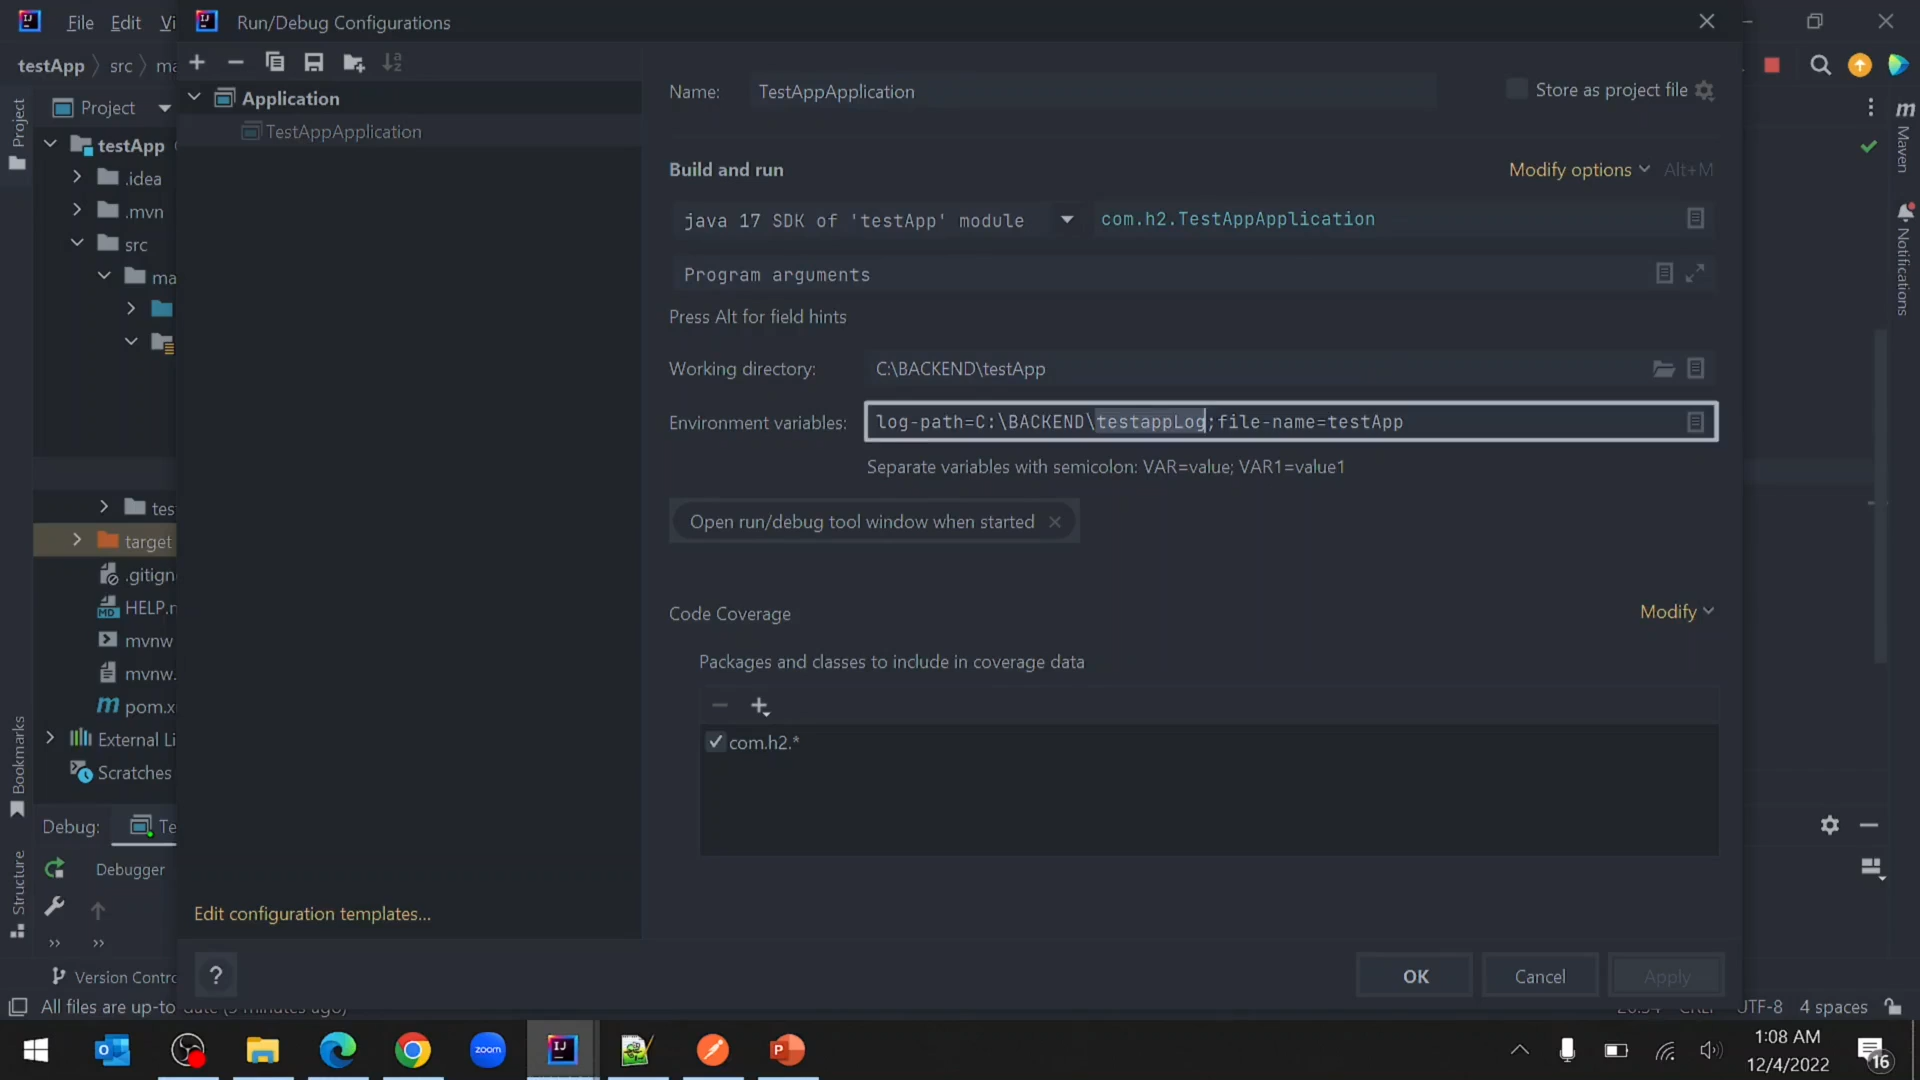 File Edit Vi
Run/Debug Configurations
testApp src ma
Application
Name: TestAppApplication
Store as project file
Project
Project
TestAppApplication
testApp
Maven
Build and run
Modify options Alt+M
.idea
.mvn
java 17 SDK of 'testApp' module
com.h2.TestAppApplication
src
Notifications
ma
Program arguments
Press Alt for field hints
Working directory: C:\BACKEND\testApp
Environment variables: log-path=C:\BACKEND\testappLog;file-name=testApp
Separate variables with semicolon: VAR=value; VAR1=value1
tes
Open run/debug tool window when started
target
.gitign
HELP.m
Code Coverage
Modify
mvnw
Packages and classes to include in coverage data
mvnw.
pom.x
External Li
com.h2.*
Bookmarks
Scratches
Debug: Te
Structure
Debugger
Edit configuration templates...
?
OK
Cancel
Apply
Version Contro
All files are up-to
UTF-8 4 spaces
zoom
1:08 AM
12/4/2022
16